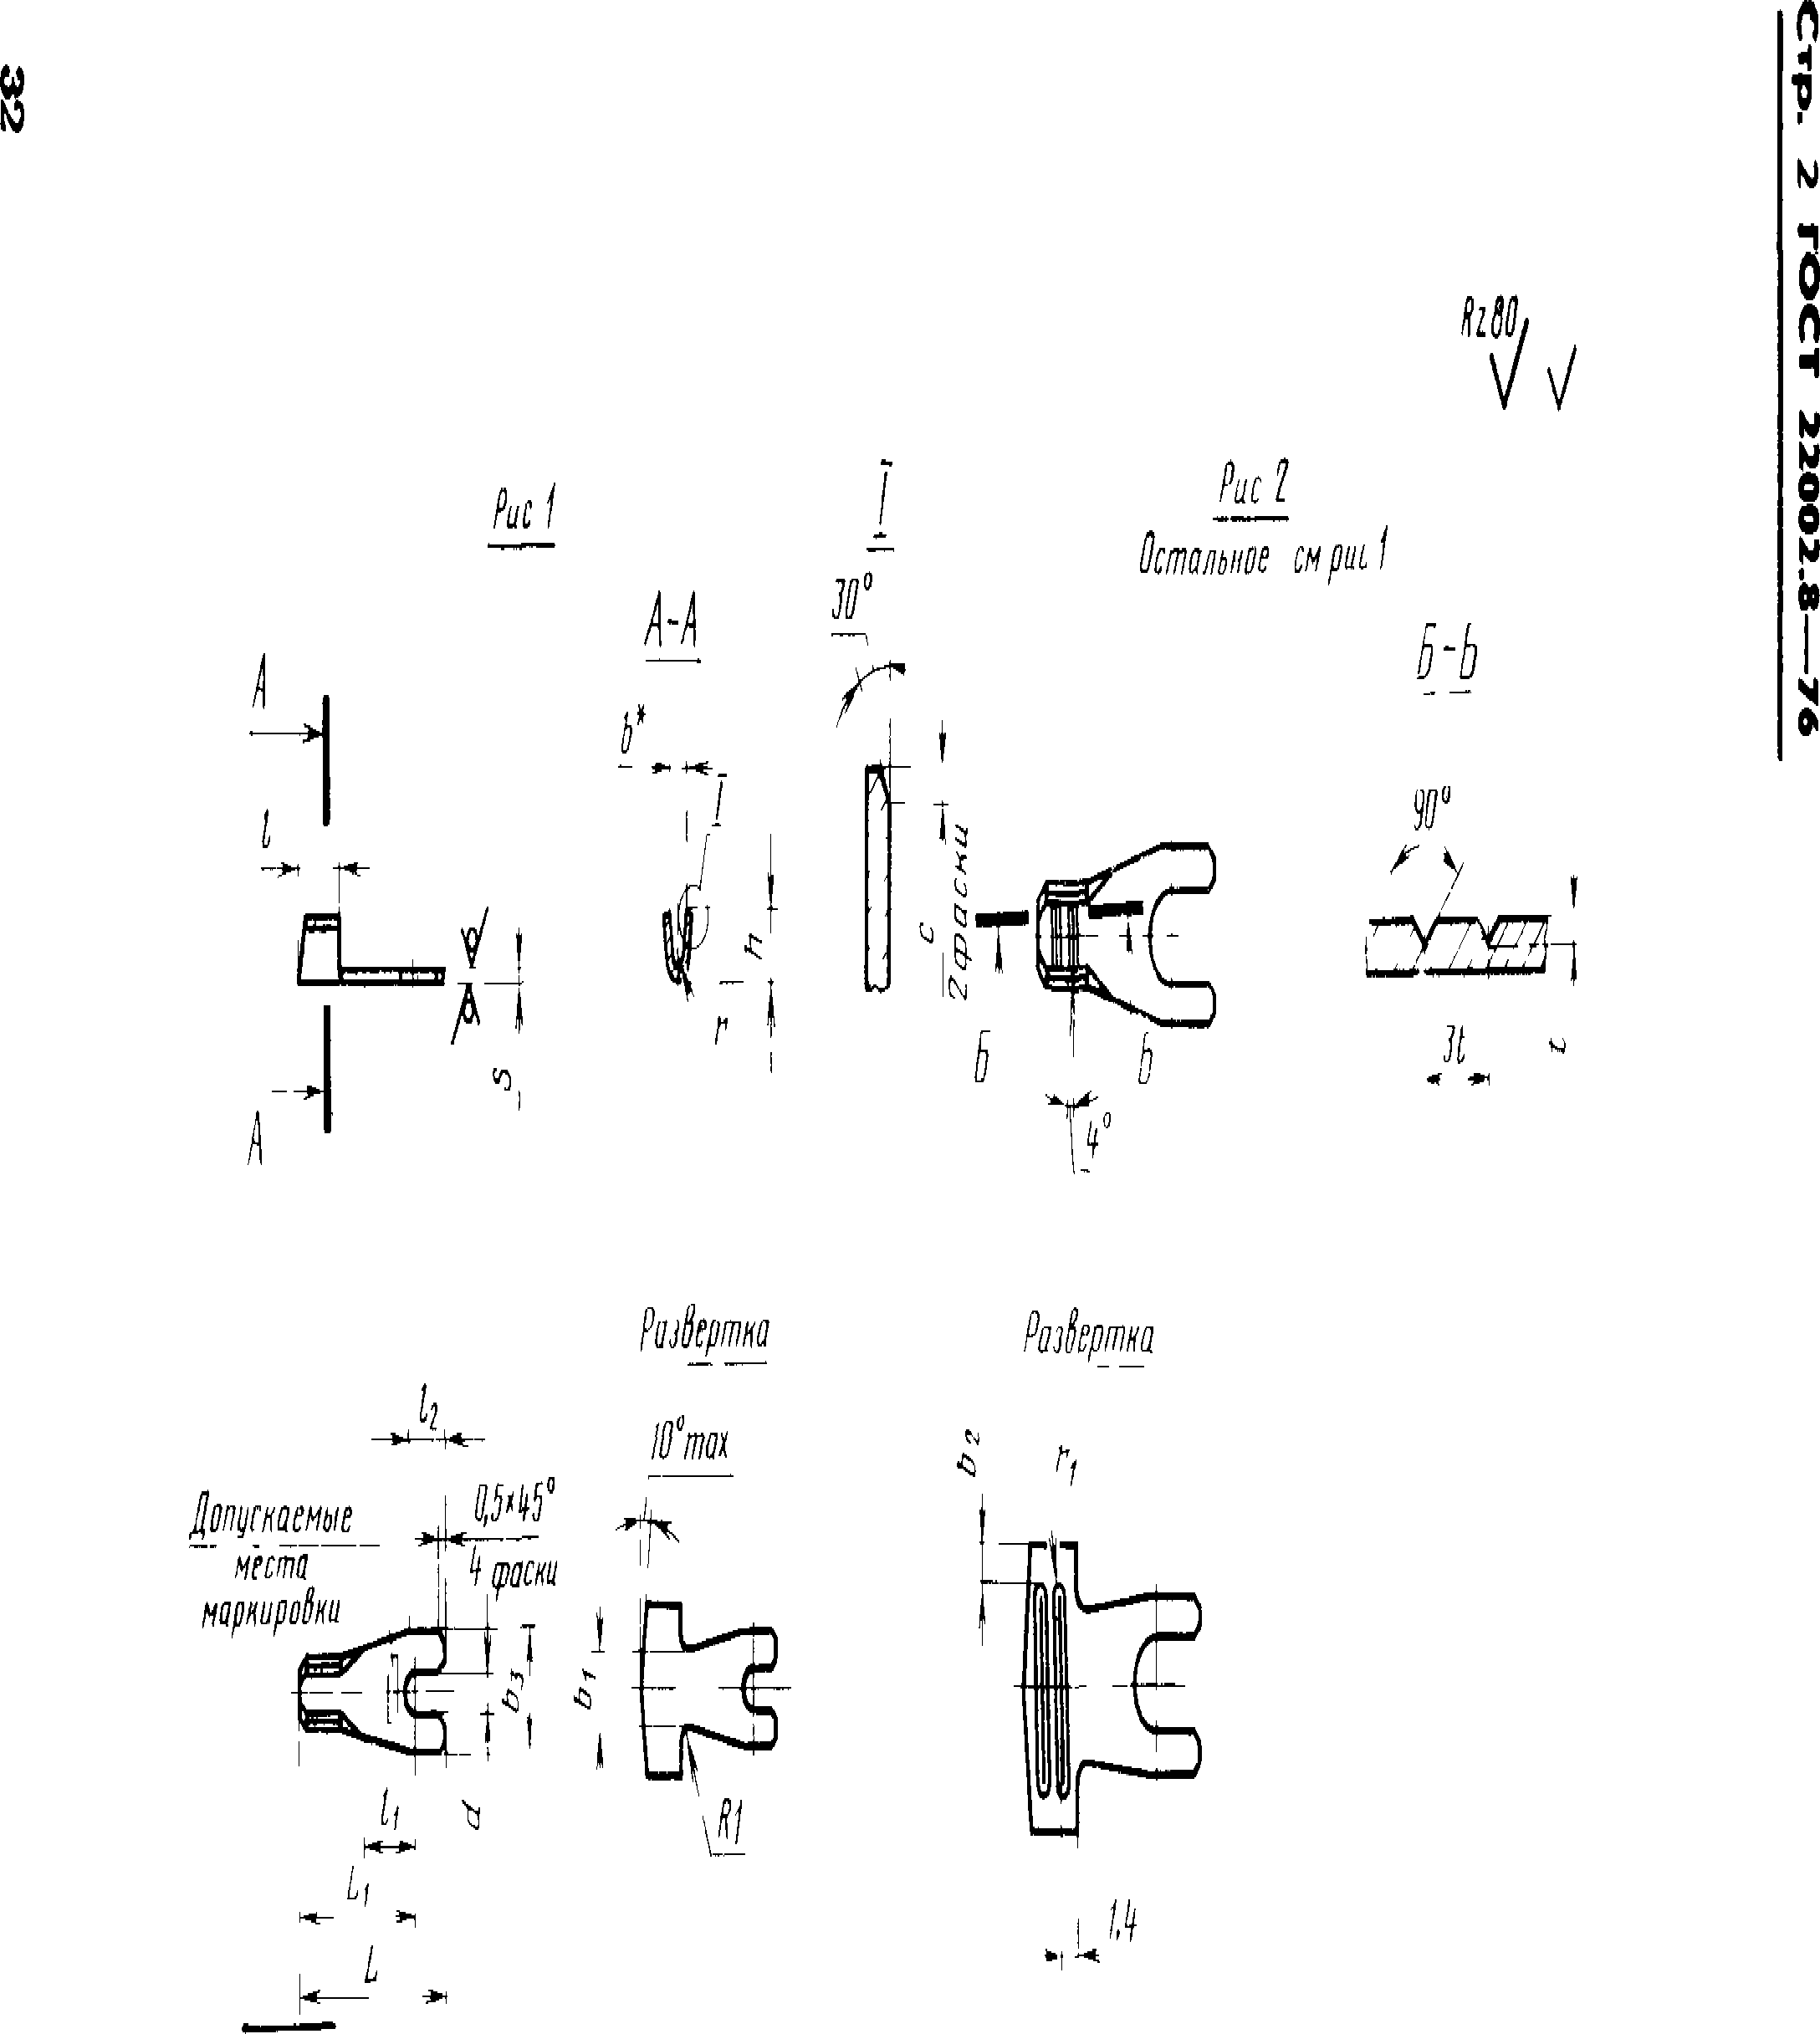 Стр. 2 ГОСТ 22002.8—76
Rz80
Рис 1
Рис 2
Остальное см рис 1
А
А-А
I
30°
Б-Б
b*
I
l
90°
h
c
2 фаски
r
s
А
Б
Б
4°
3t
t
Развертка
Развертка
l2
10° max
b2
r1
0,5×45°
4 фаски
Допускаемые
места
маркировки
b3
b1
l1
d
R1
L1
1.4
L
32